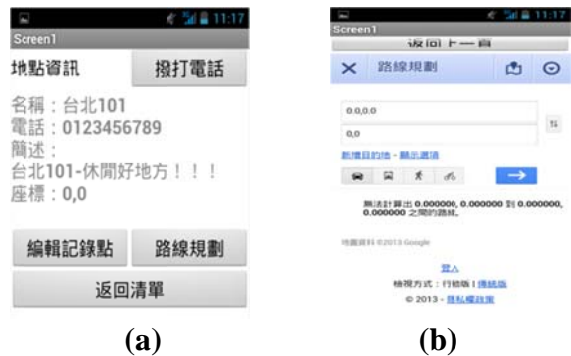 11:17
Screen1
地點資訊 撥打電話
名稱：台北101
電話：0123456789
簡述：
台北101-休閒好地方！！！
座標：0,0
編輯記錄點 路線規劃
返回清單
(a)
11:17
Screen1
返回上一頁
路線規劃
0.0,0.0
0,0
新增目的地 - 顯示選項
無法計算出 0.000000, 0.000000 到 0.000000,
0.000000 之間的路線。
地圖資料 ©2013 Google
登入
檢視方式：行動版 | 傳統版
© 2013 - 隱私權政策
(b)